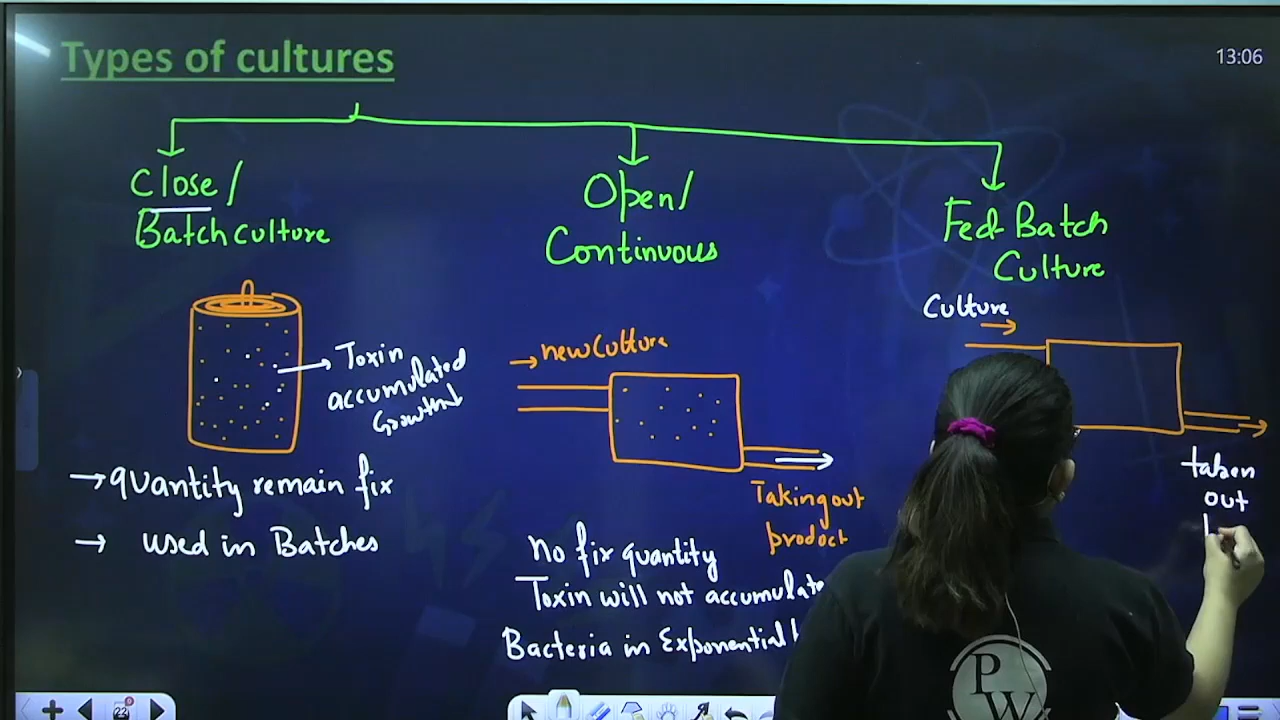 Types of cultures
13:06
Close/
Batch culture
Open/
Continuous
Fed Batch
Culture
Culture
Toxin
accumulated
Growth
new Culture
→ quantity remain fix
→ used in Batches
Taking out
product
taken
out
No fix quantity
Toxin will not accumulate
Bacteria in Exponential
PW
22